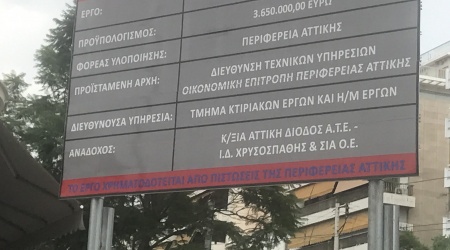 ΕΡΓΟ:
3.650.000,00 ΕΥΡΩ
ΠΡΟΫΠΟΛΟΓΙΣΜΟΣ:
ΠΕΡΙΦΕΡΕΙΑ ΑΤΤΙΚΗΣ
ΦΟΡΕΑΣ ΥΛΟΠΟΙΗΣΗΣ:
ΔΙΕΥΘΥΝΣΗ ΤΕΧΝΙΚΩΝ ΥΠΗΡΕΣΙΩΝ
ΠΡΟΪΣΤΑΜΕΝΗ ΑΡΧΗ:
ΟΙΚΟΝΟΜΙΚΗ ΕΠΙΤΡΟΠΗ ΠΕΡΙΦΕΡΕΙΑΣ ΑΤΤΙΚΗΣ
ΔΙΕΥΘΥΝΟΥΣΑ ΥΠΗΡΕΣΙΑ:
ΤΜΗΜΑ ΚΤΙΡΙΑΚΩΝ ΕΡΓΩΝ ΚΑΙ Η/Μ ΕΡΓΩΝ
ΑΝΑΔΟΧΟΣ:
Κ/ΞΙΑ ΑΤΤΙΚΗ ΔΙΟΔΟΣ Α.Τ.Ε. -
Ι.Δ. ΧΡΥΣΟΣΠΑΘΗΣ & ΣΙΑ Ο.Ε.
ΤΟ ΕΡΓΟ ΧΡΗΜΑΤΟΔΟΤΕΙΤΑΙ ΑΠΟ ΠΙΣΤΩΣΕΙΣ ΤΗΣ ΠΕΡΙΦΕΡΕΙΑΣ ΑΤΤΙΚΗΣ